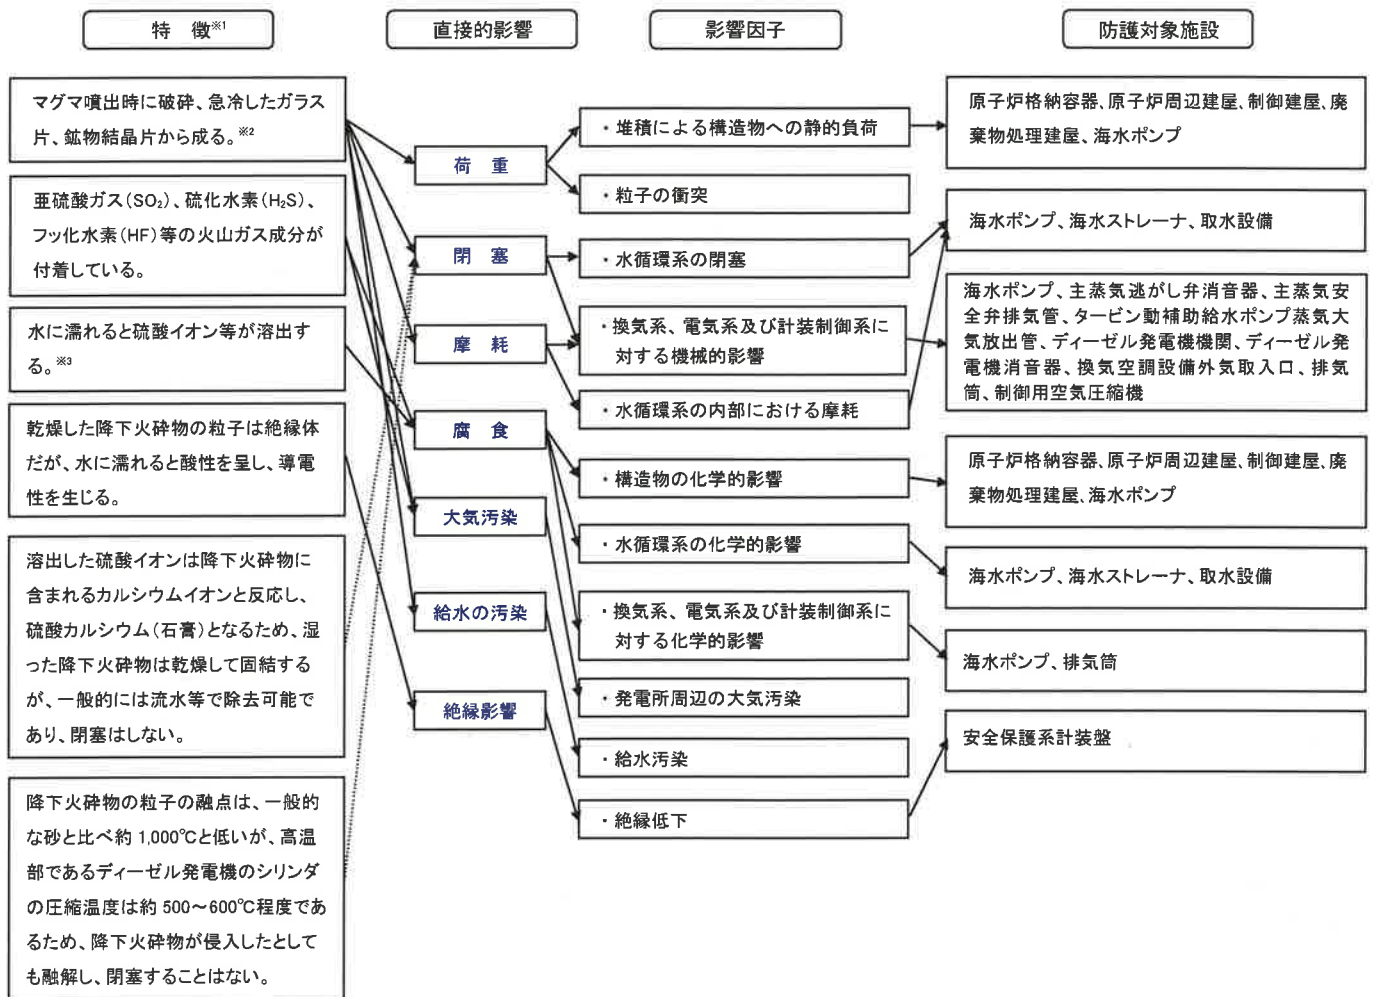 特　徴※1
直接的影響
影響因子
防護対象施設
マグマ噴出時に破砕、急冷したガラス
片、鉱物結晶片から成る。※2
亜硫酸ガス(SO₂)、硫化水素(H₂S)、
フッ化水素(HF)等の火山ガス成分が
付着している。
水に濡れると硫酸イオン等が溶出す
る。※3
乾燥した降下火砕物の粒子は絶縁体
だが、水に濡れると酸性を呈し、導電
性を生じる。
溶出した硫酸イオンは降下火砕物に
含まれるカルシウムイオンと反応し、
硫酸カルシウム(石膏)となるため、湿
った降下火砕物は乾燥して固結する
が、一般的には流水等で除去可能で
あり、閉塞はしない。
降下火砕物の粒子の融点は、一般的
な砂と比べ約 1,000℃と低いが、高温
部であるディーゼル発電機のシリンダ
の圧縮温度は約 500～600℃程度であ
るため、降下火砕物が侵入したとして
も融解し、閉塞することはない。
荷　重
閉　塞
摩　耗
腐　食
大気汚染
給水の汚染
絶縁影響
・堆積による構造物への静的負荷
・粒子の衝突
・水循環系の閉塞
・換気系、電気系及び計装制御系に
対する機械的影響
・水循環系の内部における摩耗
・構造物の化学的影響
・水循環系の化学的影響
・換気系、電気系及び計装制御系に
対する化学的影響
・発電所周辺の大気汚染
・給水汚染
・絶縁低下
原子炉格納容器、原子炉周辺建屋、制御建屋、廃
棄物処理建屋、海水ポンプ
海水ポンプ、海水ストレーナ、取水設備
海水ポンプ、主蒸気逃がし弁消音器、主蒸気安
全弁排気管、タービン動補助給水ポンプ蒸気大
気放出管、ディーゼル発電機機関、ディーゼル発
電機消音器、換気空調設備外気取入口、排気
筒、制御用空気圧縮機
原子炉格納容器、原子炉周辺建屋、制御建屋、廃
棄物処理建屋、海水ポンプ
海水ポンプ、海水ストレーナ、取水設備
海水ポンプ、排気筒
安全保護系計装盤